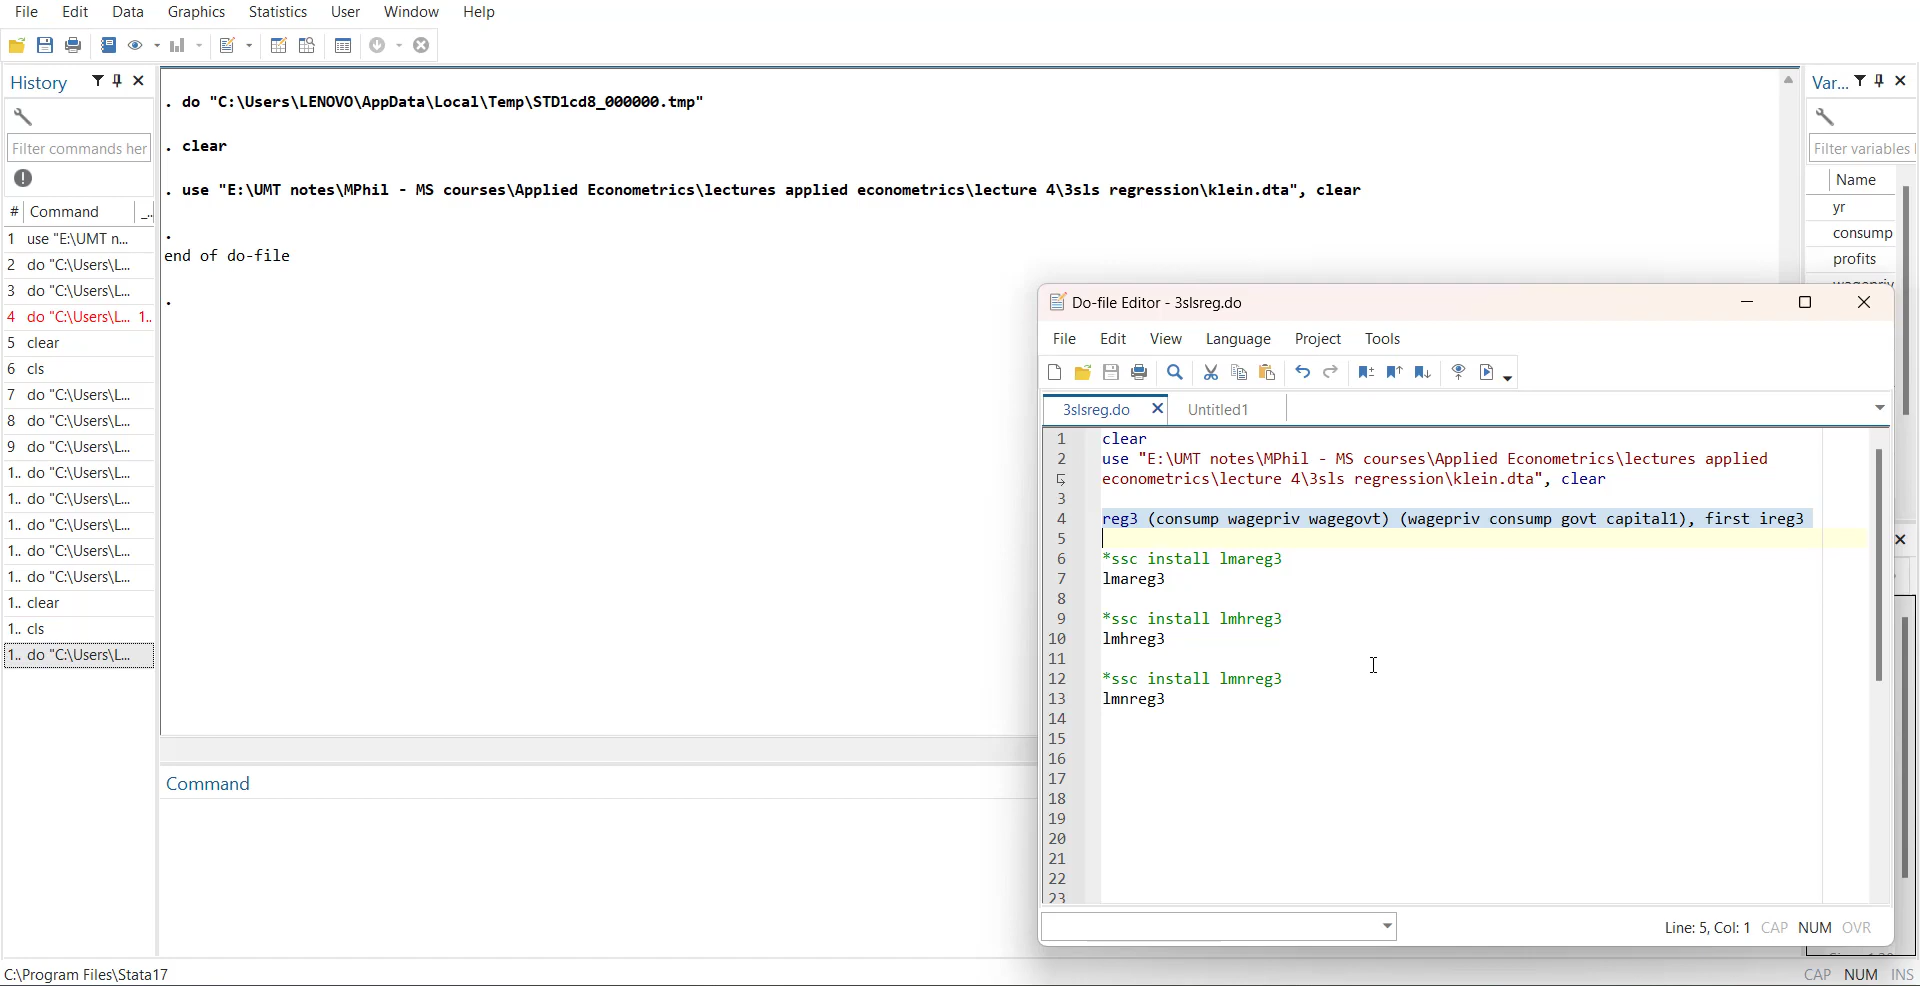 File Edit Data Graphics Statistics User Window Help
History
Filter commands her
# Command
1 use "E:\UMT n...
2 do "C:\Users\L...
3 do "C:\Users\L...
4 do "C:\Users\L... 1..
5 clear
6 cls
7 do "C:\Users\L...
8 do "C:\Users\L...
9 do "C:\Users\L...
1.. do "C:\Users\L...
1.. do "C:\Users\L...
1.. do "C:\Users\L...
1.. do "C:\Users\L...
1.. do "C:\Users\L...
1.. clear
1.. cls
1.. do "C:\Users\L...
. do "C:\Users\LENOVO\AppData\Local\Temp\STD1cd8_000000.tmp"
. clear
. use "E:\UMT notes\MPhil - MS courses\Applied Econometrics\lectures applied econometrics\lecture 4\3sls regression\klein.dta", clear
.
end of do-file
.
Command
Var...
Filter variables
Name
yr
consump
profits
Do-file Editor - 3slsreg.do
File Edit View Language Project Tools
3slsreg.do Untitled1
1 clear
2 use "E:\UMT notes\MPhil - MS courses\Applied Econometrics\lectures applied
econometrics\lecture 4\3sls regression\klein.dta", clear
3
4 reg3 (consump wagepriv wagegovt) (wagepriv consump govt capital1), first ireg3
5
6 *ssc install lmareg3
7 lmareg3
8
9 *ssc install lmhreg3
10 lmhreg3
11
12 *ssc install lmnreg3
13 lmnreg3
14
15
16
17
18
19
20
21
22
23
Line: 5, Col: 1 CAP NUM OVR
C:\Program Files\Stata17
CAP NUM INS